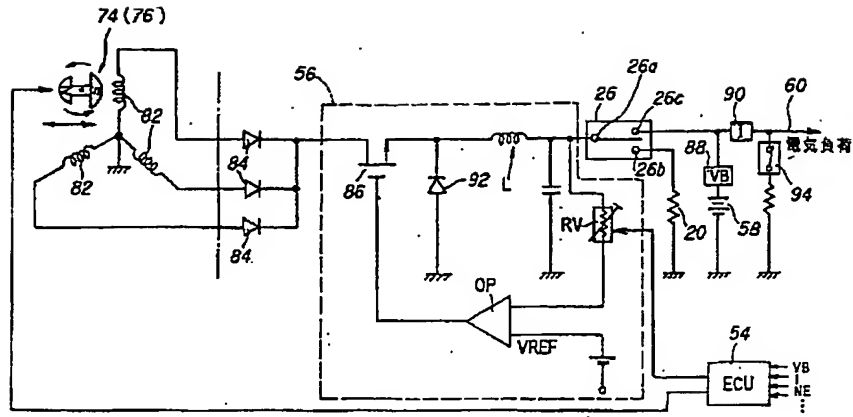 74(76)
N
S
82
82
82
84
84
56
86
92
L
RV
OP
VREF
26
26a
26c
26b
20
88
VB
58
90
I
60
電気負荷
94
54
ECU
VB
I
NE